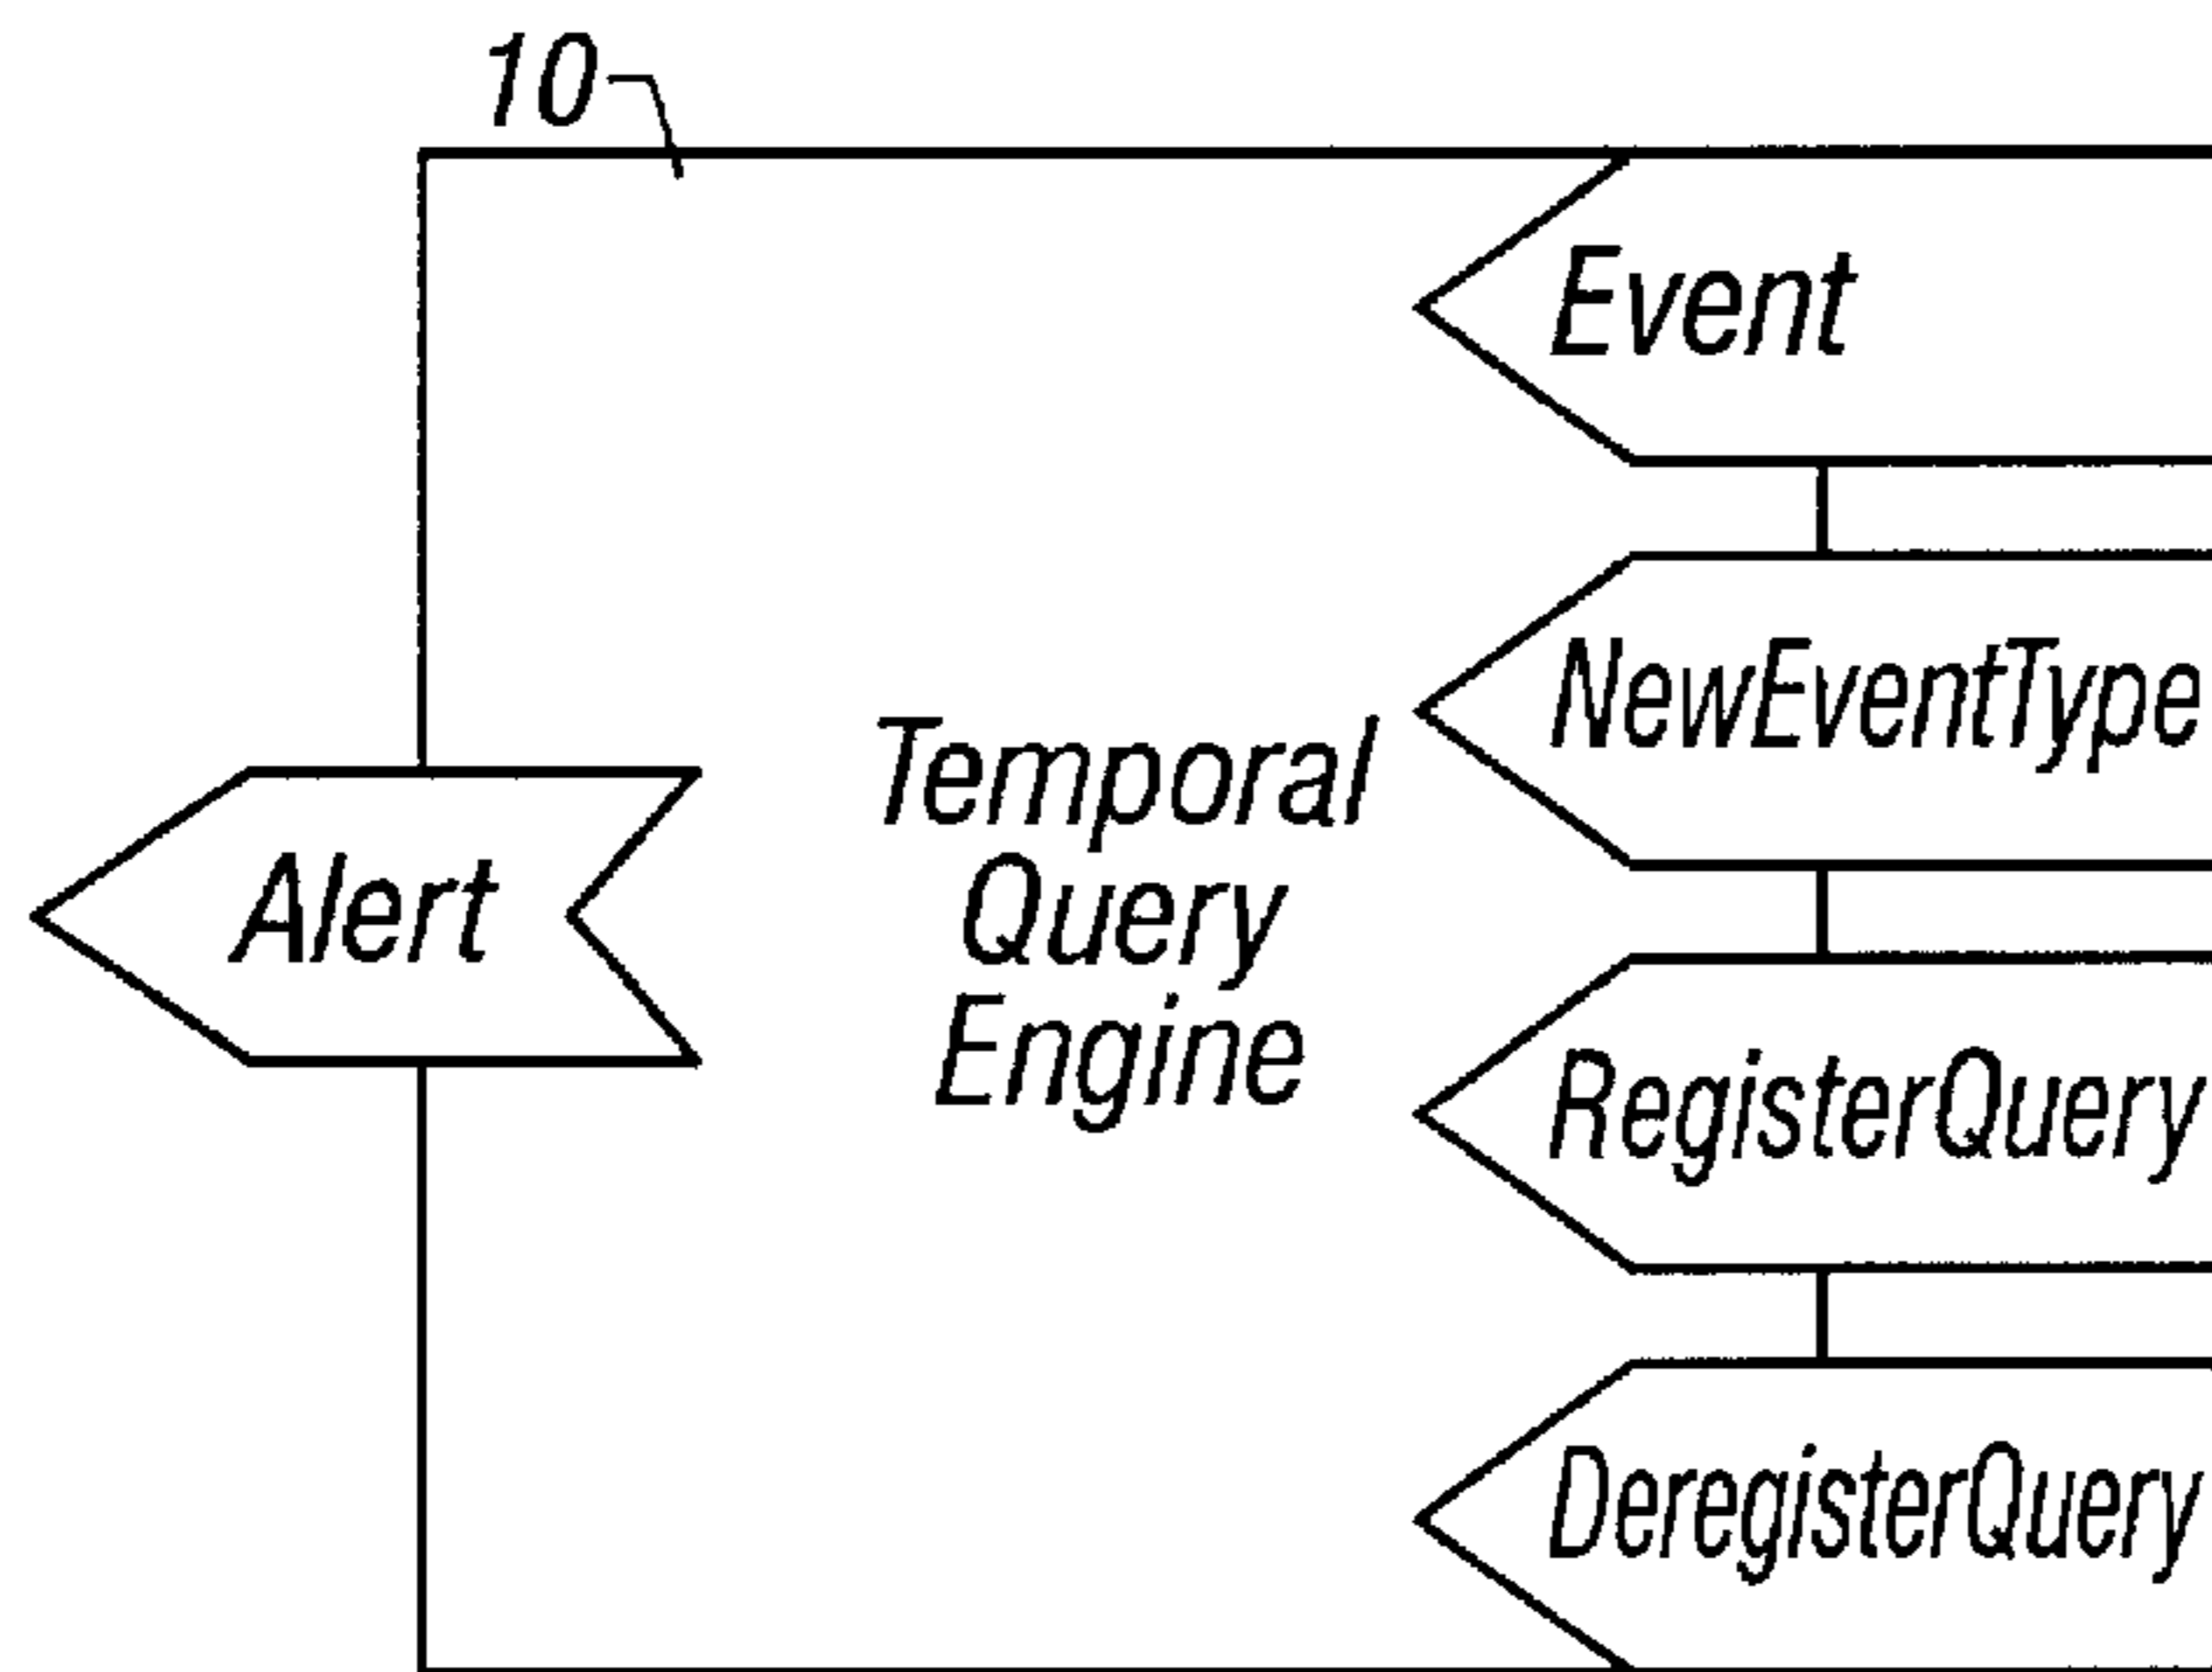 10
Event
NewEventType
Temporal
Query
Engine
Alert
RegisterQuery
DeregisterQuery